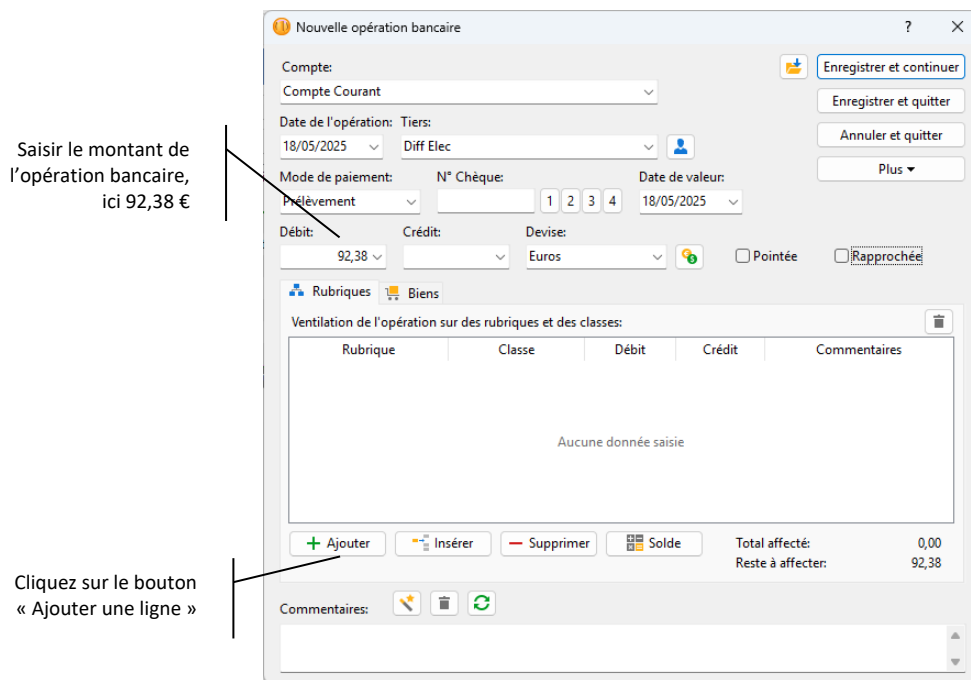 Nouvelle opération bancaire
?
Compte:
Enregistrer et continuer
Compte Courant
Enregistrer et quitter
Date de l'opération: Tiers:
Annuler et quitter
18/05/2025 Diff Elec
Saisir le montant de
l'opération bancaire,
ici 92,38 €
Plus
Mode de paiement: N° Chèque: Date de valeur:
Prélèvement 1 2 3 4 18/05/2025
Débit: Crédit: Devise:
92,38 Euros Pointée Rapprochée
Rubriques Biens
Ventilation de l'opération sur des rubriques et des classes:
Rubrique Classe Débit Crédit Commentaires
Aucune donnée saisie
Ajouter Insérer Supprimer Solde Total affecté: 0,00
Reste à affecter: 92,38
Cliquez sur le bouton
« Ajouter une ligne »
Commentaires: